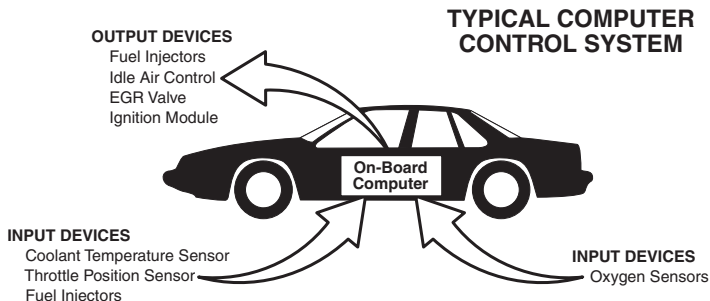 TYPICAL COMPUTER
CONTROL SYSTEM
OUTPUT DEVICES
Fuel Injectors
Idle Air Control
EGR Valve
Ignition Module
On-Board
Computer
INPUT DEVICES
Coolant Temperature Sensor
Throttle Position Sensor
Fuel Injectors
INPUT DEVICES
Oxygen Sensors